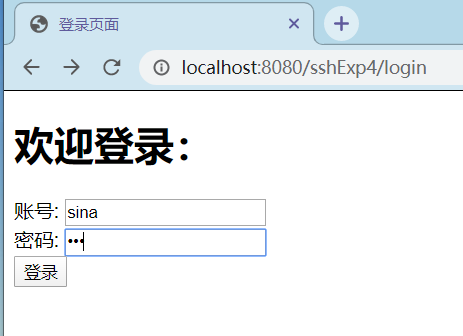 登录页面
localhost:8080/sshExp4/login
欢迎登录：
账号: sina
密码: •••
登录